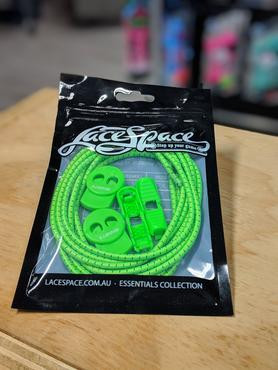 LaceSpace
Step up your game
LACESPACE.COM.AU · ESSENTIALS COLLECTION